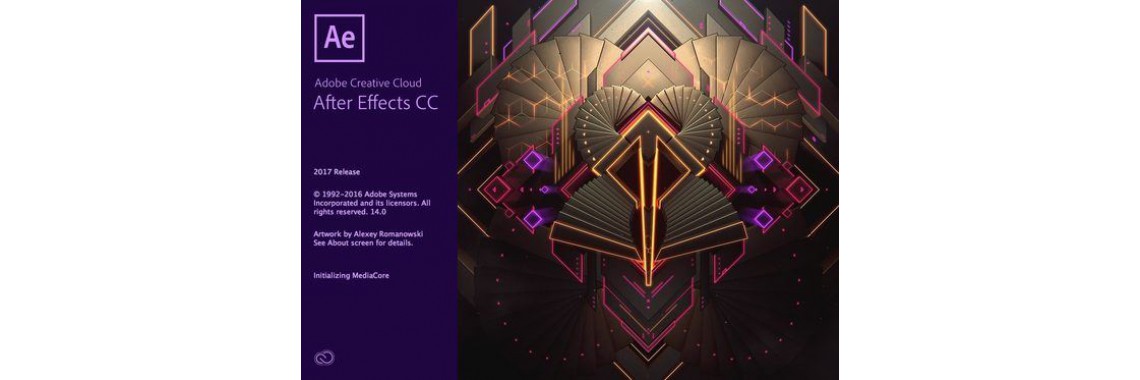 Ae
Adobe Creative Cloud
After Effects CC
2017 Release
© 1992-2016 Adobe Systems
Incorporated and its licensors. All
rights reserved. 14.0
Artwork by Alexey Romanowski
See About screen for details.
Initializing MediaCore